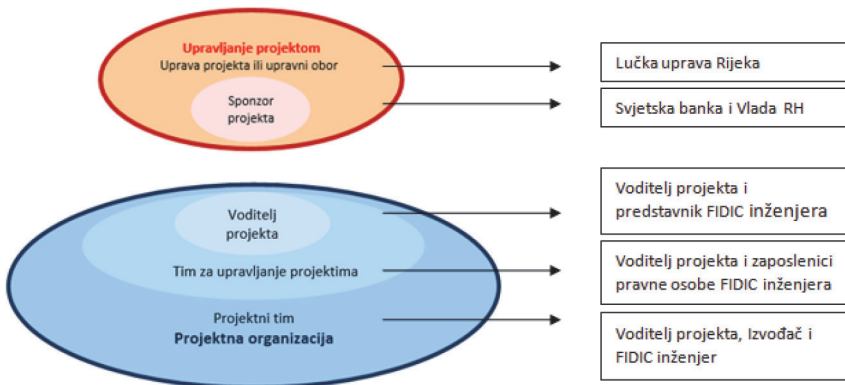 Upravljanje projektom
Uprava projekta ili upravni obor
Sponzor
projekta
Lučka uprava Rijeka
Svjetska banka i Vlada RH
Voditelj
projekta
Tim za upravljanje projektima
Projektni tim
Projektna organizacija
Voditelj projekta i
predstavnik FIDIC inženjera
Voditelj projekta i zaposlenici
pravne osobe FIDIC inženjera
Voditelj projekta, Izvođač i
FIDIC inženjer